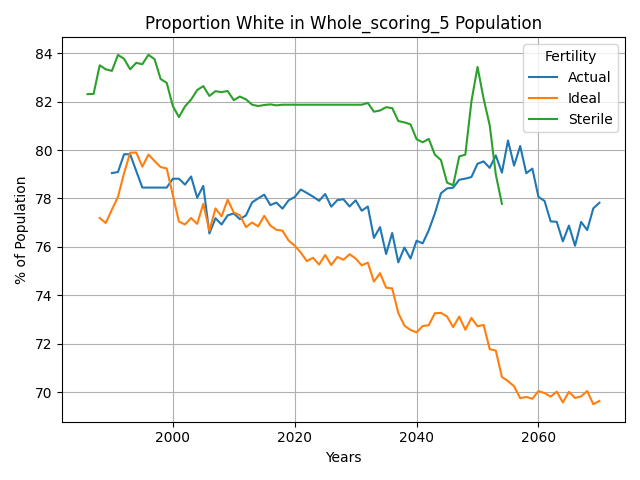 Proportion White in Whole_scoring_5 Population
Fertility
Actual
Ideal
Sterile
% of Population
84
82
80
78
76
74
72
70
2000
2020
2040
2060
Years